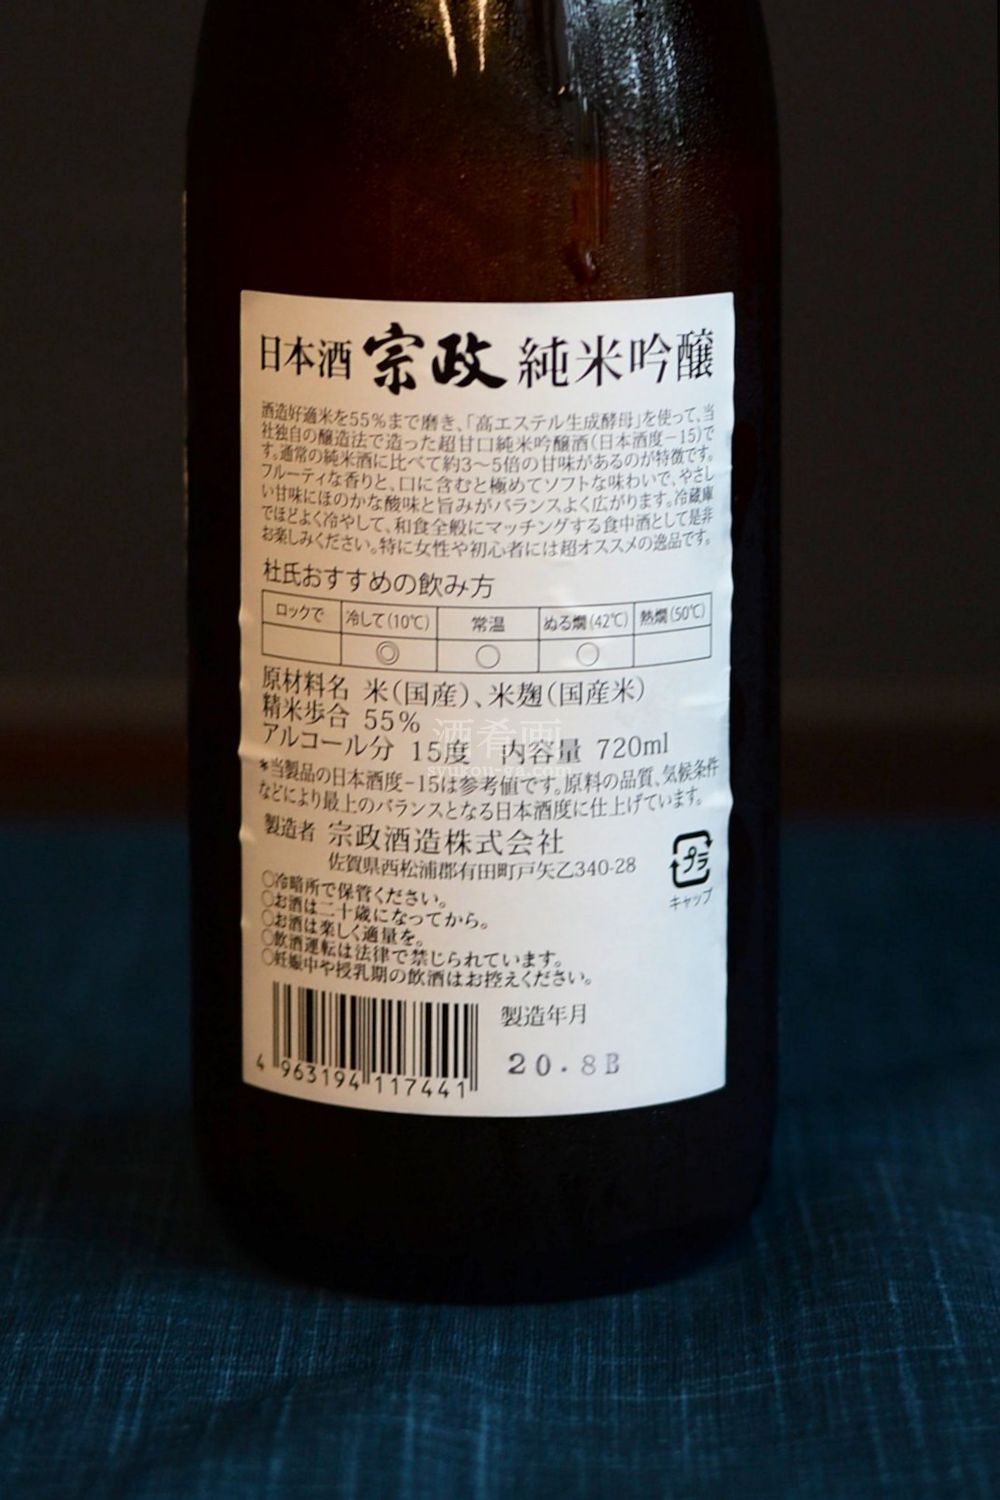 日本酒 宗政 純米吟醸
酒造好適米を55%まで磨き、「高エステル生成酵母」を使って、当
社独自の醸造法で造った超甘口純米吟醸酒(日本酒度-15)で
す。通常の純米酒に比べて約3〜5倍の甘味があるのが特徴です。
フルーティな香りと、口に含むと極めてソフトな味わいで、やさし
い甘味にほのかな酸味と旨みがバランスよく広がります。冷蔵庫
でほどよく冷やして、和食全般にマッチングする食中酒として是非
お楽しみください。特に女性や初心者には超オススメの逸品です。
杜氏おすすめの飲み方
ロックで 冷して(10℃) 常温 ぬる燗(42℃) 熱燗(50℃)
◎ ○ ○
原材料名 米(国産)、米麹(国産米)
精米歩合 55%
酒肴画
アルコール分 15度 内容量 720ml
syukou-ga.com
*当製品の日本酒度-15は参考値です。原料の品質、気候条件
などにより最上のバランスとなる日本酒度に仕上げています。
製造者 宗政酒造株式会社
佐賀県西松浦郡有田町戸矢乙340-28
プラ
キャップ
○冷暗所で保管ください。
○お酒は二十歳になってから。
○お酒は楽しく適量を。
○飲酒運転は法律で禁じられています。
○妊娠中や授乳期の飲酒はお控えください。
製造年月
20.8B
4 963194 117441